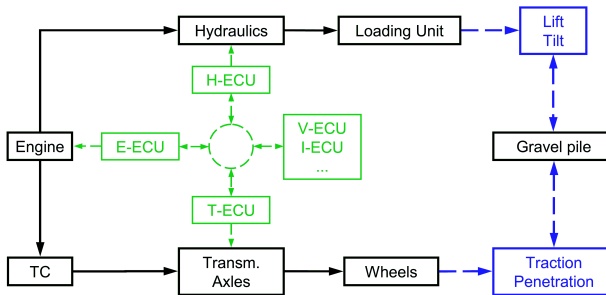 Hydraulics
Loading Unit
Lift
Tilt
H-ECU
Engine
E-ECU
V-ECU
I-ECU
...
Gravel pile
T-ECU
TC
Transm.
Axles
Wheels
Traction
Penetration